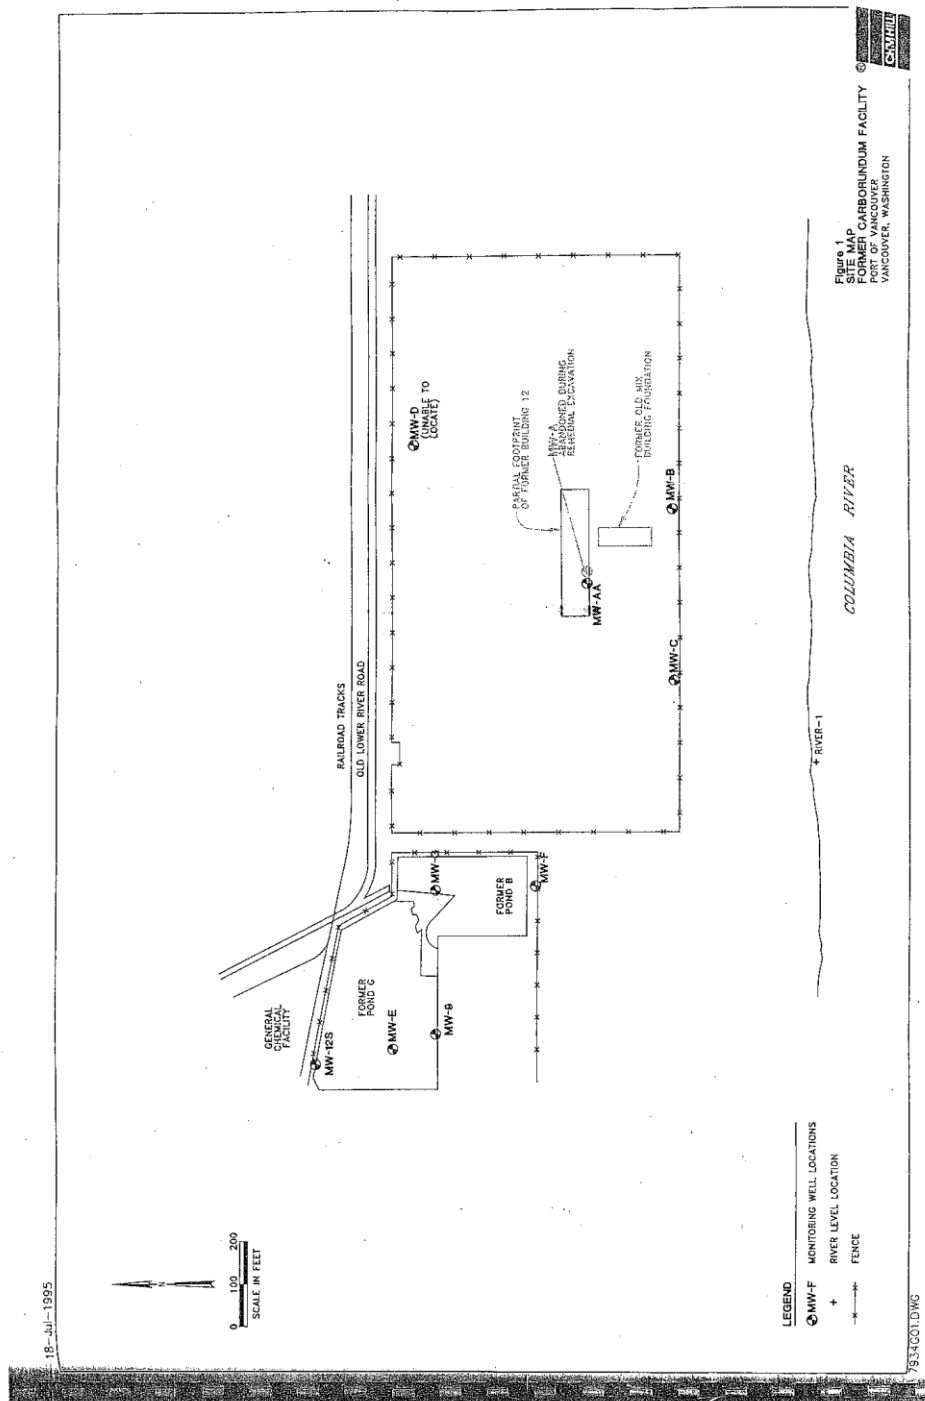 18-Jul-1995
0 100 200
SCALE IN FEET
N
GENERAL
CHEMICAL
FACILITY
MW-12S
FORMER
POND C
MW-E
MW-9
MW-G
FORMER
POND B
MW-F
RAILROAD TRACKS
OLD LOWER RIVER ROAD
MW-D
(UNABLE TO
LOCATE)
PARTIAL FOOTPRINT
OF FORMER BUILDING 12
MW-A
ABANDONED DURING
REMEDIAL EXCAVATION
FORMER OLD MIX
BUILDING FOUNDATION
MW-AA
MW-B
MW-C
RIVER-1
COLUMBIA RIVER
LEGEND
MW-F MONITORING WELL LOCATIONS
+ RIVER LEVEL LOCATION
FENCE
Figure 1
SITE MAP
FORMER CARBORUNDUM FACILITY
PORT OF VANCOUVER
VANCOUVER, WASHINGTON
CH2MHILL
7934G01.DWG